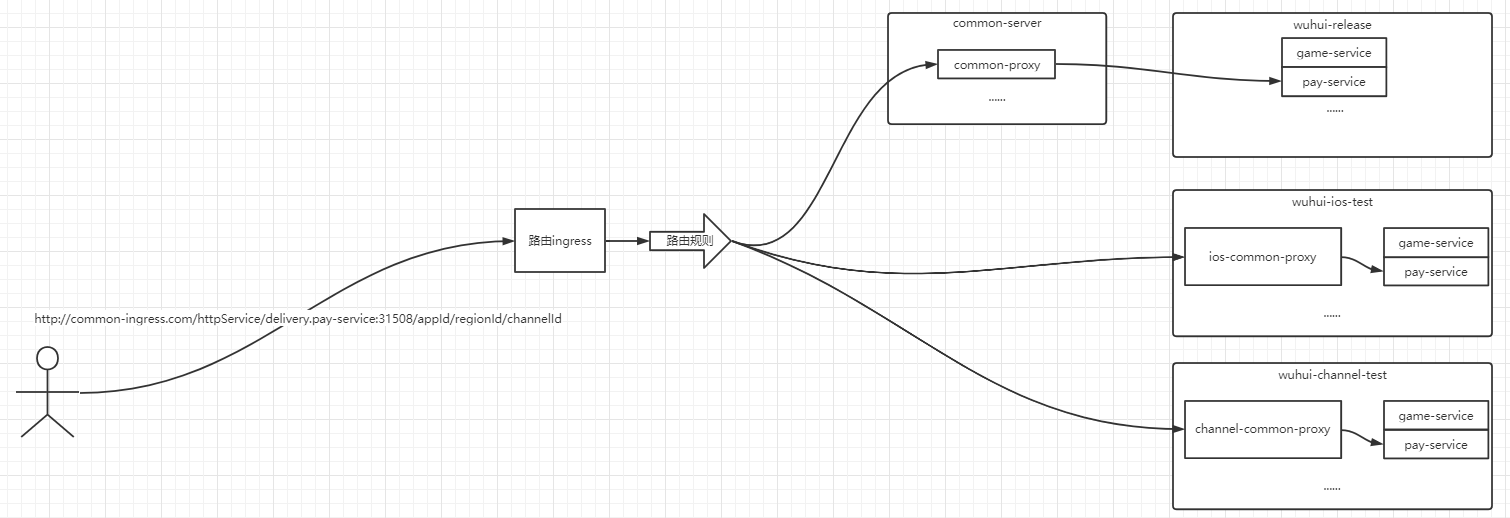 common-server
common-proxy
......
wuhui-release
game-service
pay-service
......
路由ingress
路由规则
http://common-ingress.com/httpService/delivery.pay-service:31508/appId/regionId/channelId
wuhui-ios-test
ios-common-proxy
game-service
pay-service
......
wuhui-channel-test
channel-common-proxy
game-service
pay-service
......